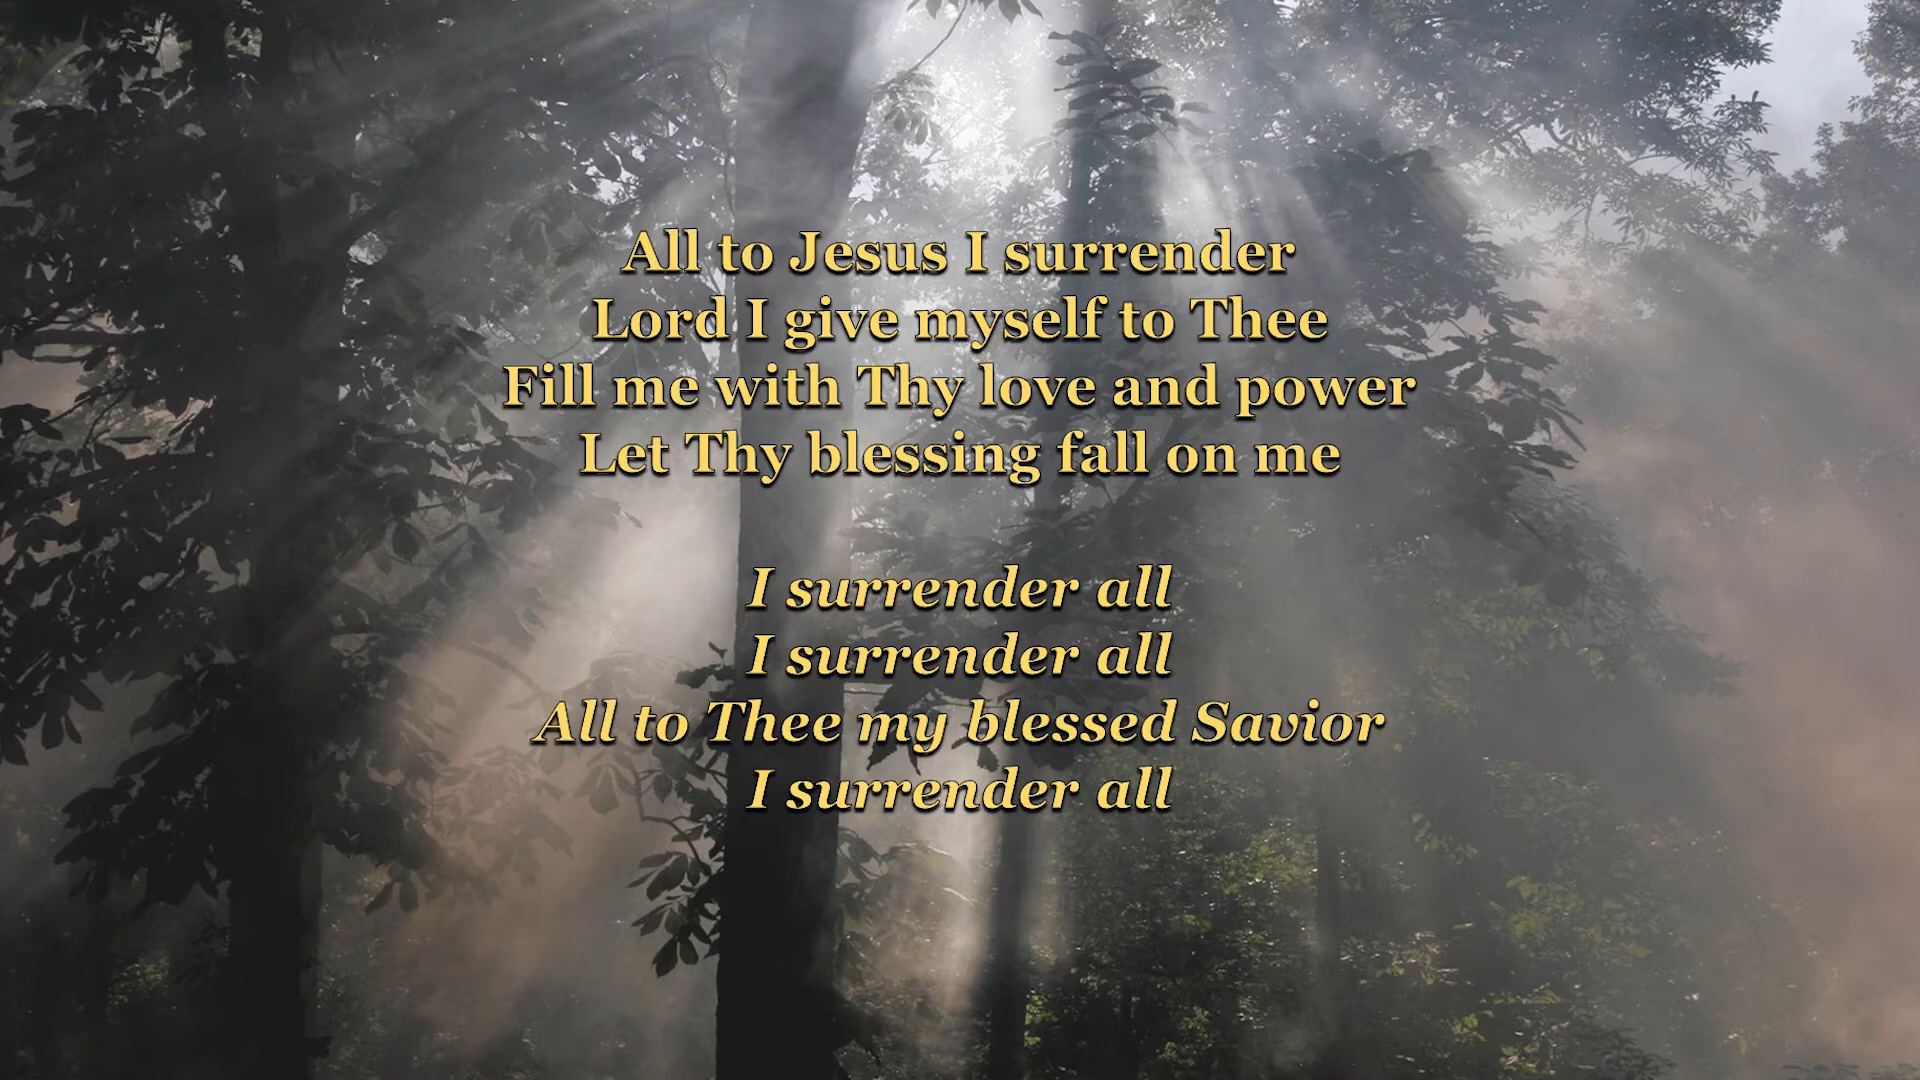 All to Jesus I surrender
Lord I give myself to Thee
Fill me with Thy love and power
Let Thy blessing fall on me
I surrender all
I surrender all
All to Thee my blessed Savior
I surrender all